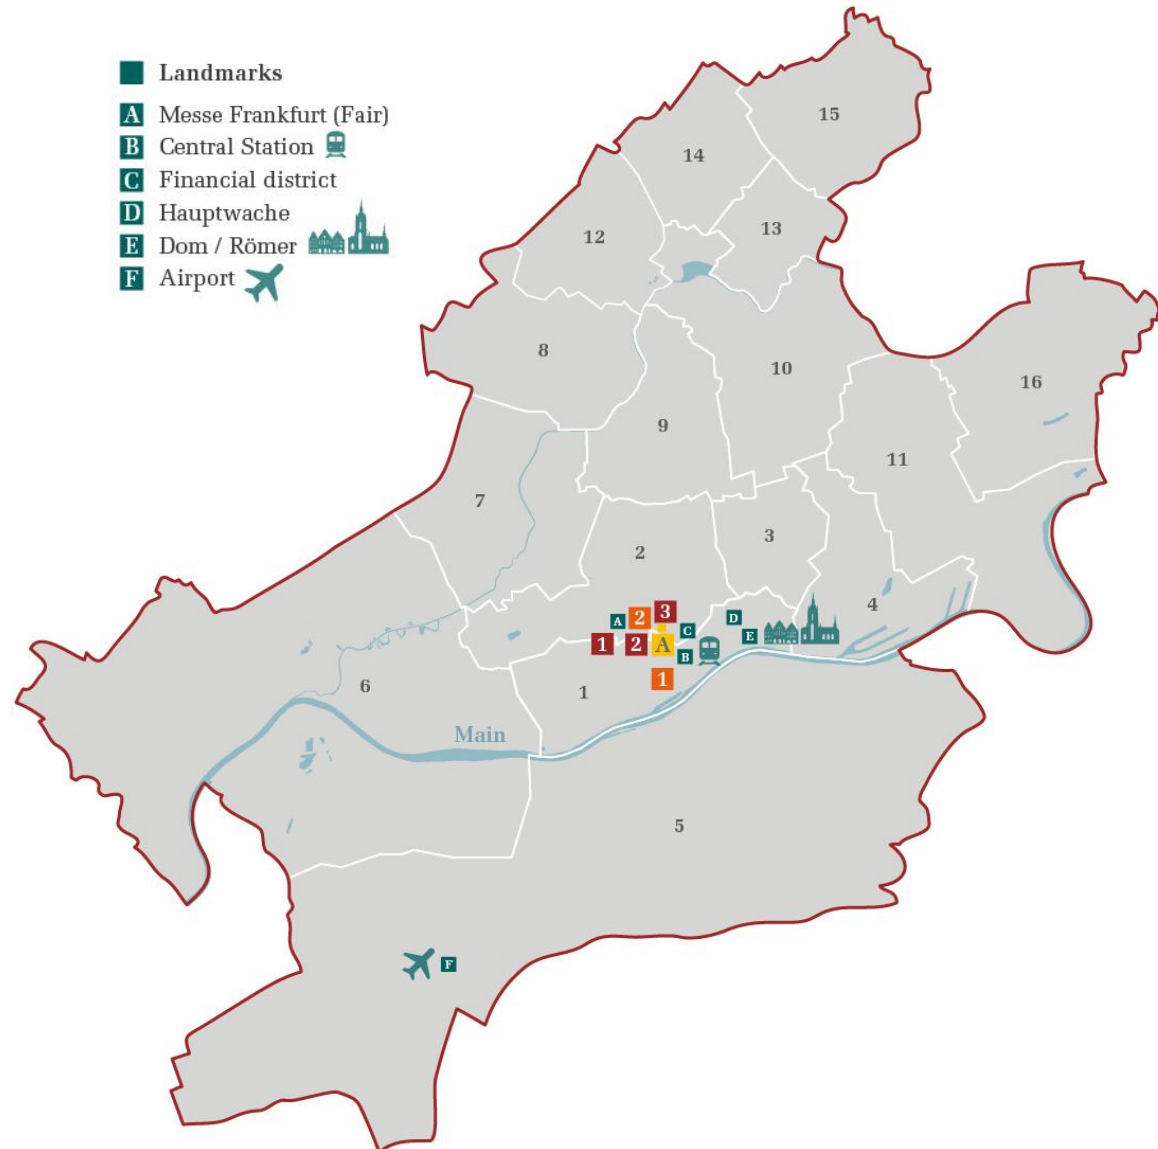 Landmarks
A Messe Frankfurt (Fair)
B Central Station
C Financial district
D Hauptwache
E Dom / Römer
F Airport
15
14
13
12
8
10
16
9
11
7
3
2
4
3
A 2
D
C
E
1 2 A
B
6
1
1
Main
5
F